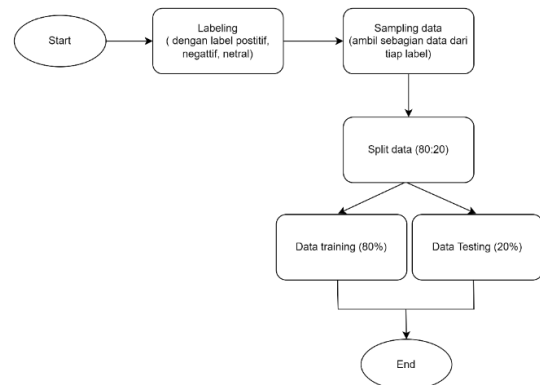 Start
Labeling
( dengan label postitif,
negattif, netral)
Sampling data
(ambil sebagian data dari
tiap label)
Split data (80:20)
Data training (80%)
Data Testing (20%)
End